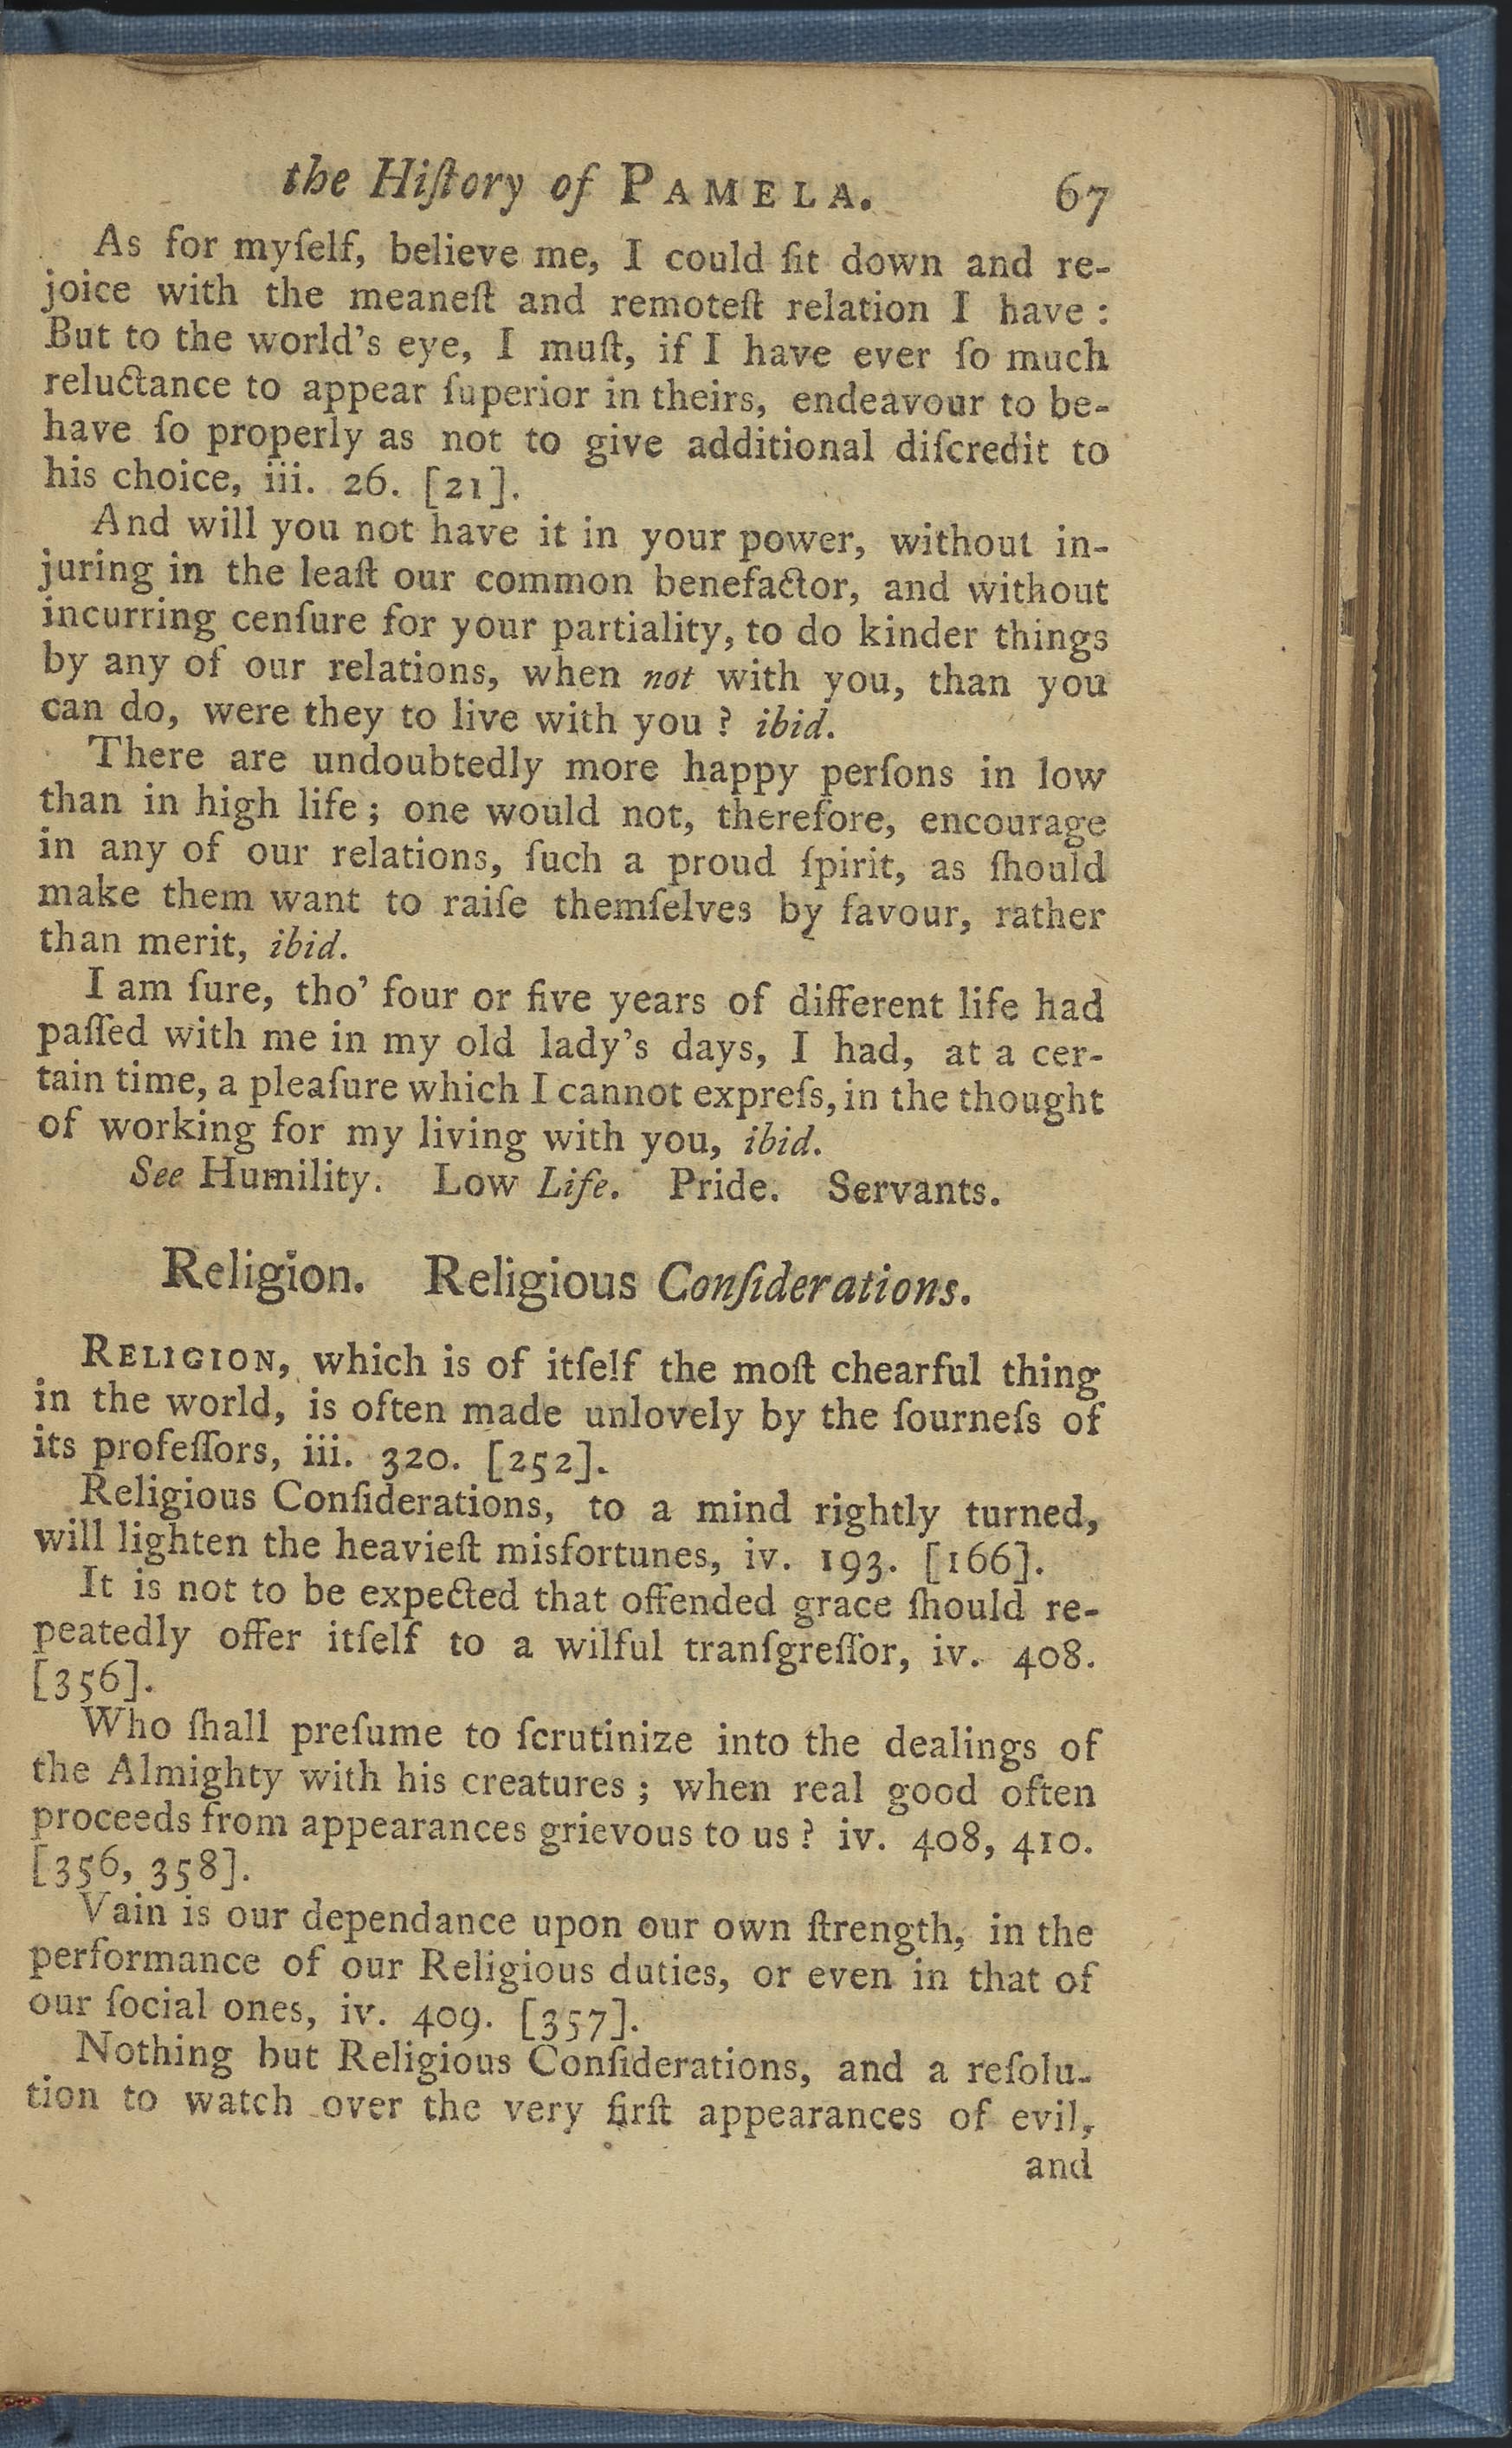 the Hiſtory of PAMELA. 67
As for myſelf, believe me, I could ſit down and re-
joice with the meaneſt and remoteſt relation I have :
But to the world's eye, I muſt, if I have ever ſo much
reluctance to appear ſuperior in theirs, endeavour to be-
have ſo properly as not to give additional diſcredit to
his choice, iii. 26. [21].
And will you not have it in your power, without in-
juring in the leaſt our common benefactor, and without
incurring cenſure for your partiality, to do kinder things
by any of our relations, when not with you, than you
can do, were they to live with you ? ibid.
There are undoubtedly more happy perſons in low
than in high life ; one would not, therefore, encourage
in any of our relations, ſuch a proud ſpirit, as ſhould
make them want to raiſe themſelves by favour, rather
than merit, ibid.
I am ſure, tho' four or five years of different life had
paſſed with me in my old lady's days, I had, at a cer-
tain time, a pleaſure which I cannot expreſs, in the thought
of working for my living with you, ibid.
See Humility. Low Life. Pride. Servants.
Religion. Religious Conſiderations.
RELIGION, which is of itſelf the moſt chearful thing
in the world, is often made unlovely by the ſourneſs of
its profeſſors, iii. 320. [252].
Religious Conſiderations, to a mind rightly turned,
will lighten the heavieſt misfortunes, iv. 193. [166].
It is not to be expected that offended grace ſhould re-
peatedly offer itſelf to a wilful tranſgreſſor, iv. 408.
[356].
Who ſhall preſume to ſcrutinize into the dealings of
the Almighty with his creatures ; when real good often
proceeds from appearances grievous to us ? iv. 408, 410.
[356, 358].
Vain is our dependance upon our own ſtrength, in the
performance of our Religious duties, or even in that of
our ſocial ones, iv. 409. [357].
Nothing but Religious Conſiderations, and a reſolu-
tion to watch over the very firſt appearances of evil,
and